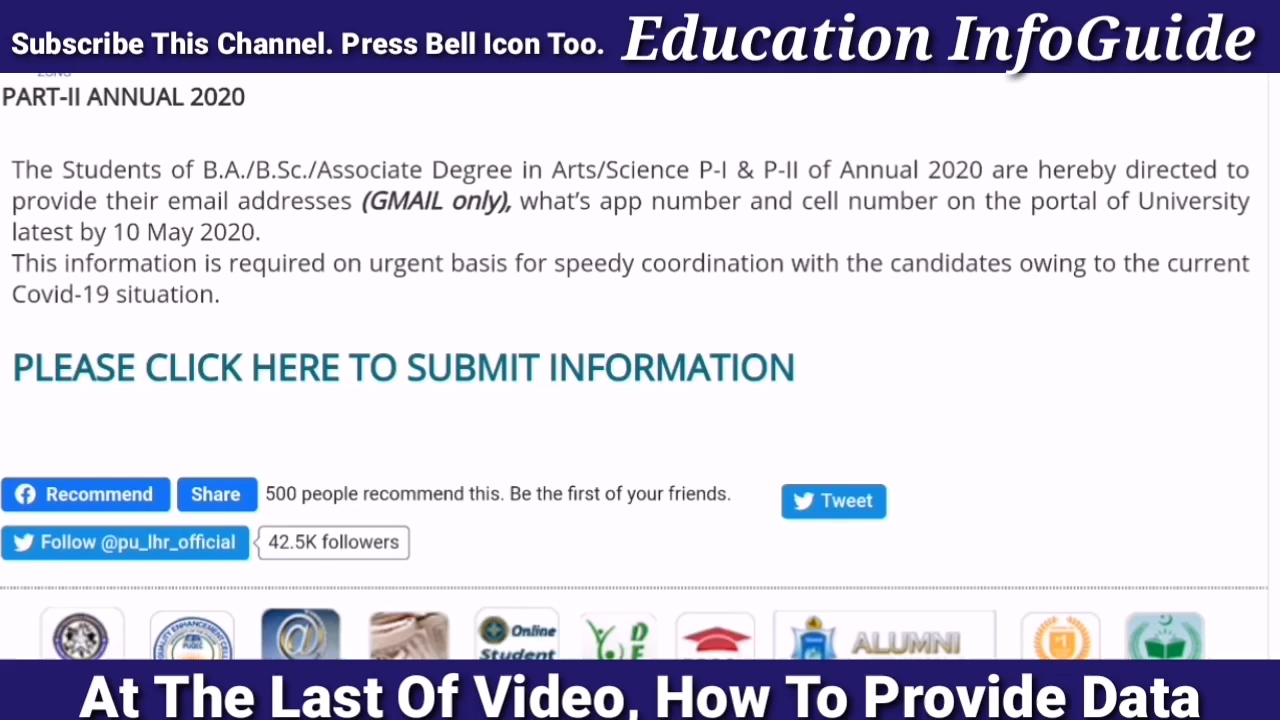 Subscribe This Channel. Press Bell Icon Too. Education InfoGuide
PART-II ANNUAL 2020
The Students of B.A./B.Sc./Associate Degree in Arts/Science P-I & P-II of Annual 2020 are hereby directed to
provide their email addresses (GMAIL only), what's app number and cell number on the portal of University
latest by 10 May 2020.
This information is required on urgent basis for speedy coordination with the candidates owing to the current
Covid-19 situation.
PLEASE CLICK HERE TO SUBMIT INFORMATION
Recommend Share 500 people recommend this. Be the first of your friends. Tweet
Follow @pu_lhr_official 42.5K followers
QUALITY ENHANCEMENT CELL Online ALUMNI
Student
At The Last Of Video, How To Provide Data